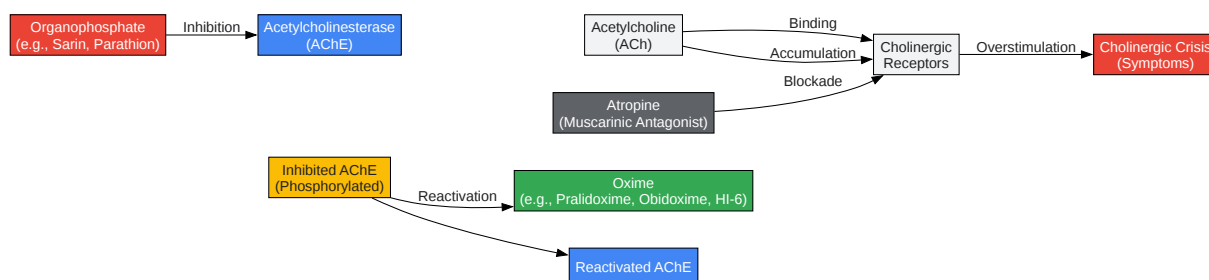 Organophosphate
(e.g., Sarin, Parathion)
Inhibition
Acetylcholinesterase
(AChE)
Acetylcholine
(ACh)
Binding
Accumulation
Blockade
Cholinergic
Receptors
Overstimulation
Cholinergic Crisis
(Symptoms)
Atropine
(Muscarinic Antagonist)
Inhibited AChE
(Phosphorylated)
Reactivation
Oxime
(e.g., Pralidoxime, Obidoxime, HI-6)
Reactivated AChE